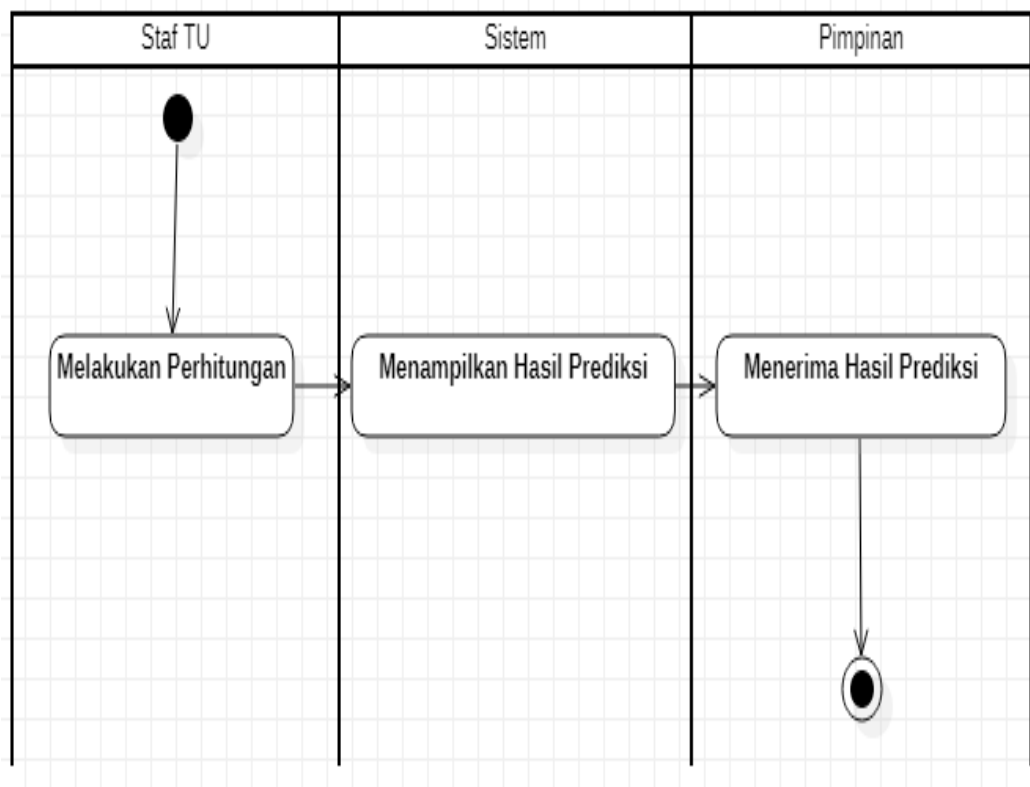 Staf TU
Sistem
Pimpinan
Melakukan Perhitungan
Menampilkan Hasil Prediksi
Menerima Hasil Prediksi